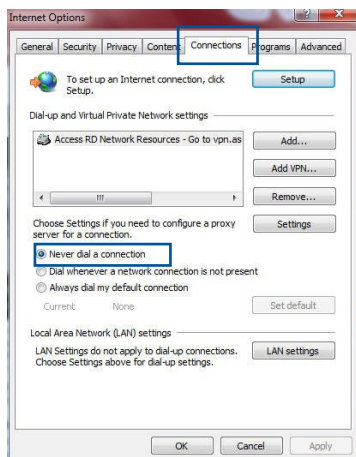 Internet Options
General Security Privacy Content Connections Programs Advanced
To set up an Internet connection, click
Setup.
Setup
Dial-up and Virtual Private Network settings
Access RD Network Resources - Go to vpn.as
Add...
Add VPN...
Remove...
Choose Settings if you need to configure a proxy
server for a connection.
Settings
Never dial a connection
Dial whenever a network connection is not present
Always dial my default connection
Current None
Set default
Local Area Network (LAN) settings
LAN Settings do not apply to dial-up connections.
Choose Settings above for dial-up settings.
LAN settings
OK Cancel Apply